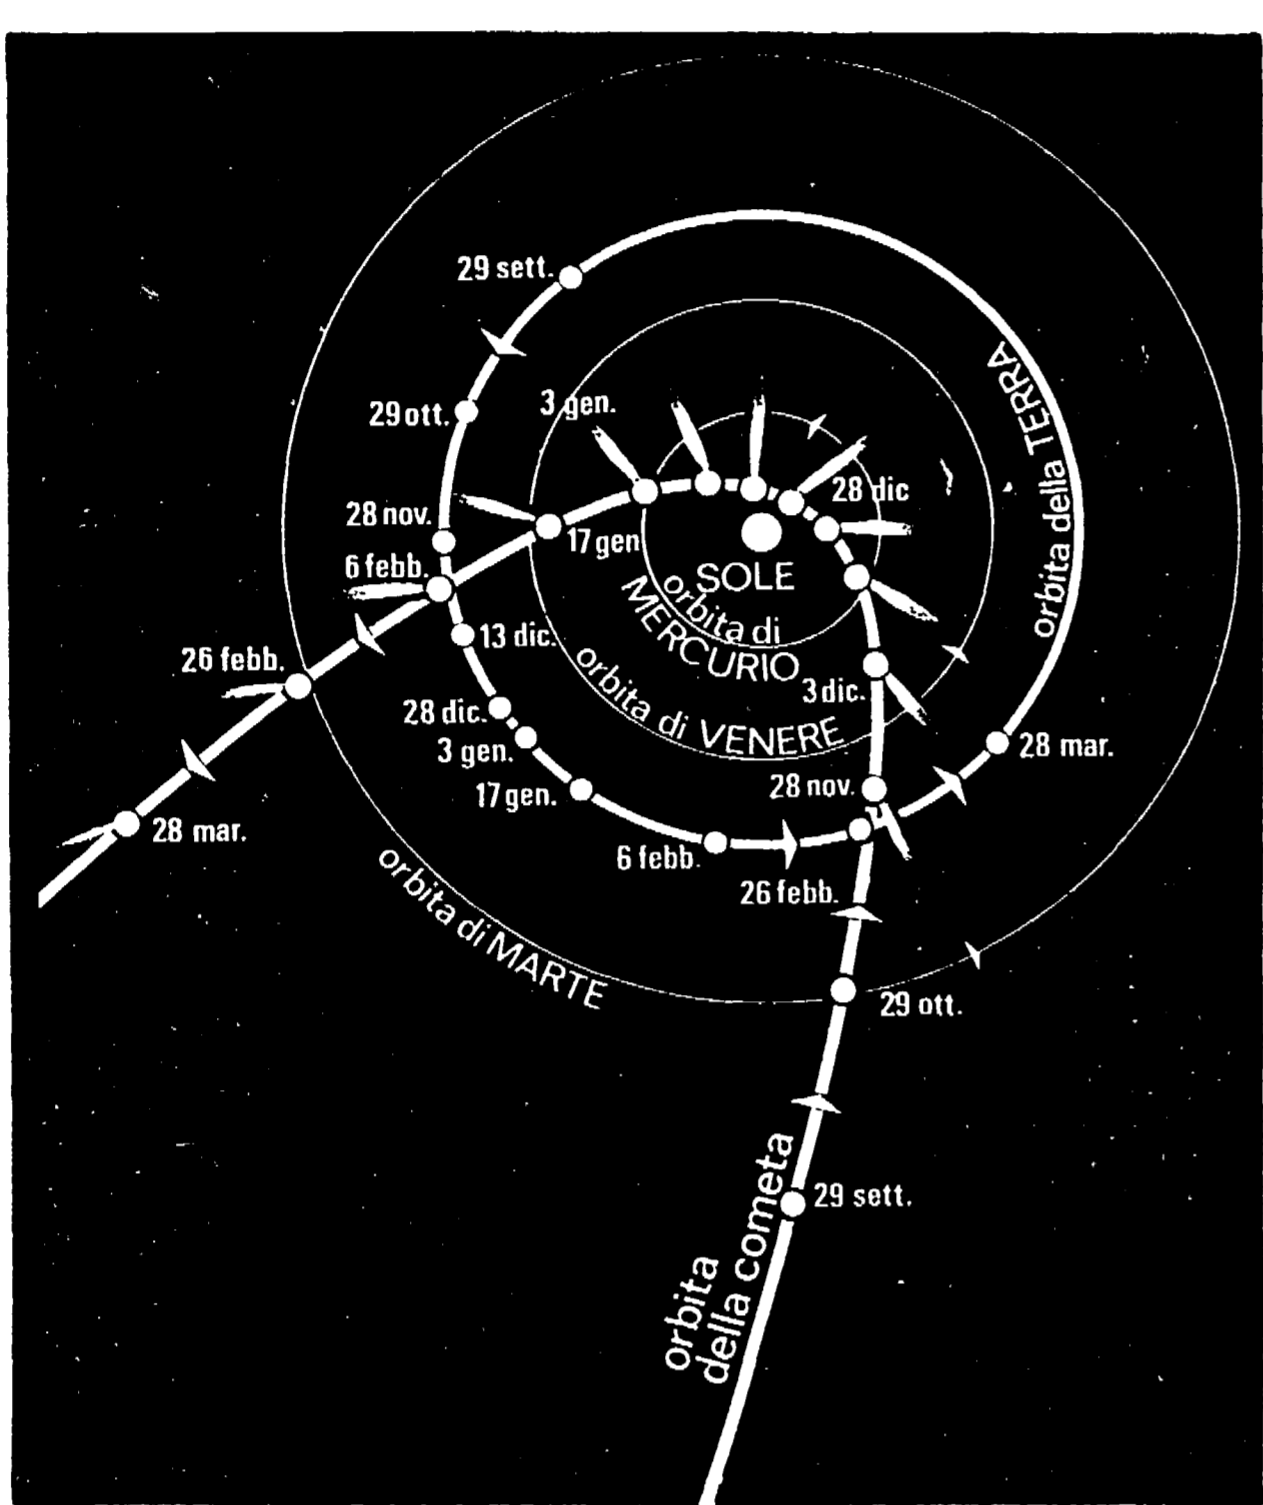 29 sett.
3 gen.
29 ott.
orbita della TERRA
28 dic
28 nov.
17 gen
6 febb.
SOLE
orbita di
MERCURIO
13 dic.
26 febb.
orbita di VENERE
3 dic.
28 dic.
3 gen.
28 mar.
17 gen.
28 nov.
28 mar.
6 febb.
26 febb.
orbita di MARTE
29 ott.
29 sett.
orbita
della cometa